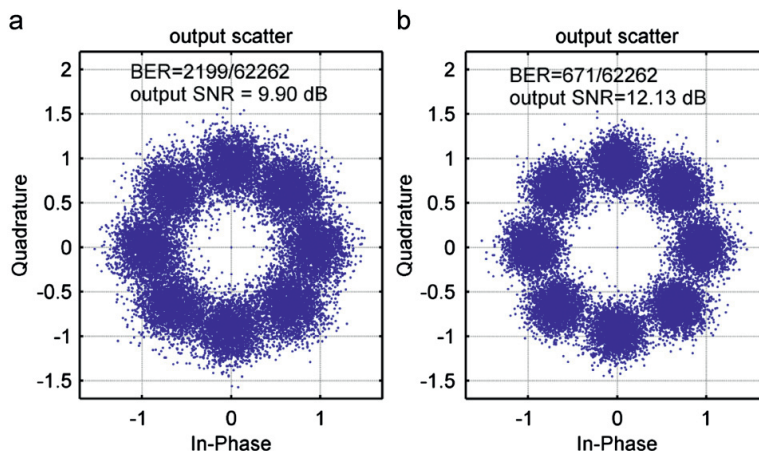 a
output scatter
BER=2199/62262
output SNR = 9.90 dB
2
1.5
1
0.5
0
-0.5
-1
-1.5
Quadrature
-1 0 1
In-Phase
b
output scatter
BER=671/62262
output SNR=12.13 dB
2
1.5
1
0.5
0
-0.5
-1
-1.5
Quadrature
-1 0 1
In-Phase